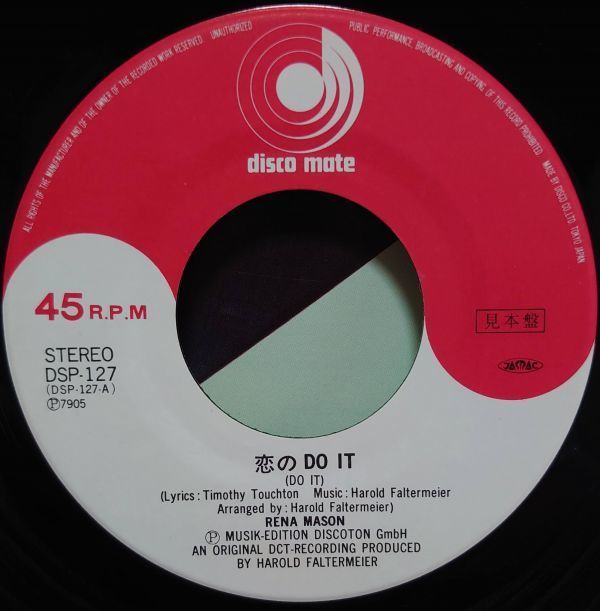 ALL RIGHTS OF THE MANUFACTURER AND OF THE OWNER OF THE RECORDED WORK RESERVED. UNAUTHORIZED PUBLIC PERFORMANCE, BROADCASTING AND COPYING OF THIS RECORD PROHIBITED. MADE BY DISCO CO., LTD. TOKYO JAPAN
disco mate
45 R.P.M
見本盤
STEREO
DSP-127
(DSP-127-A)
Ⓟ7905
JASRAC
恋の DO IT
(DO IT)
(Lyrics: Timothy Touchton Music: Harold Faltermeier
Arranged by: Harold Faltermeier)
RENA MASON
Ⓟ MUSIK-EDITION DISCOTON GmbH
AN ORIGINAL DCT-RECORDING PRODUCED
BY HAROLD FALTERMEIER